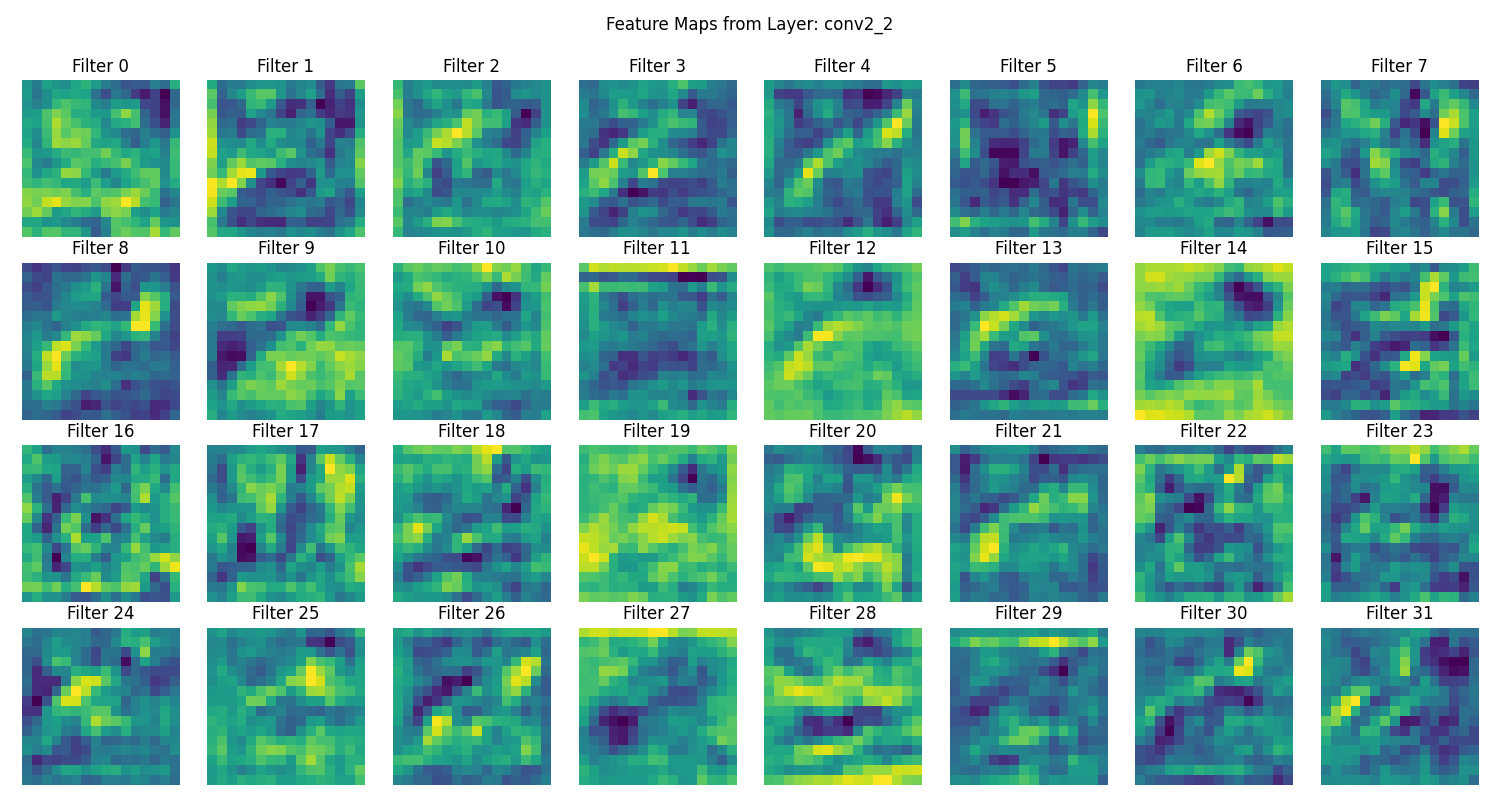 Feature Maps from Layer: conv2_2
Filter 0 Filter 1 Filter 2 Filter 3 Filter 4 Filter 5 Filter 6 Filter 7
Filter 8 Filter 9 Filter 10 Filter 11 Filter 12 Filter 13 Filter 14 Filter 15
Filter 16 Filter 17 Filter 18 Filter 19 Filter 20 Filter 21 Filter 22 Filter 23
Filter 24 Filter 25 Filter 26 Filter 27 Filter 28 Filter 29 Filter 30 Filter 31